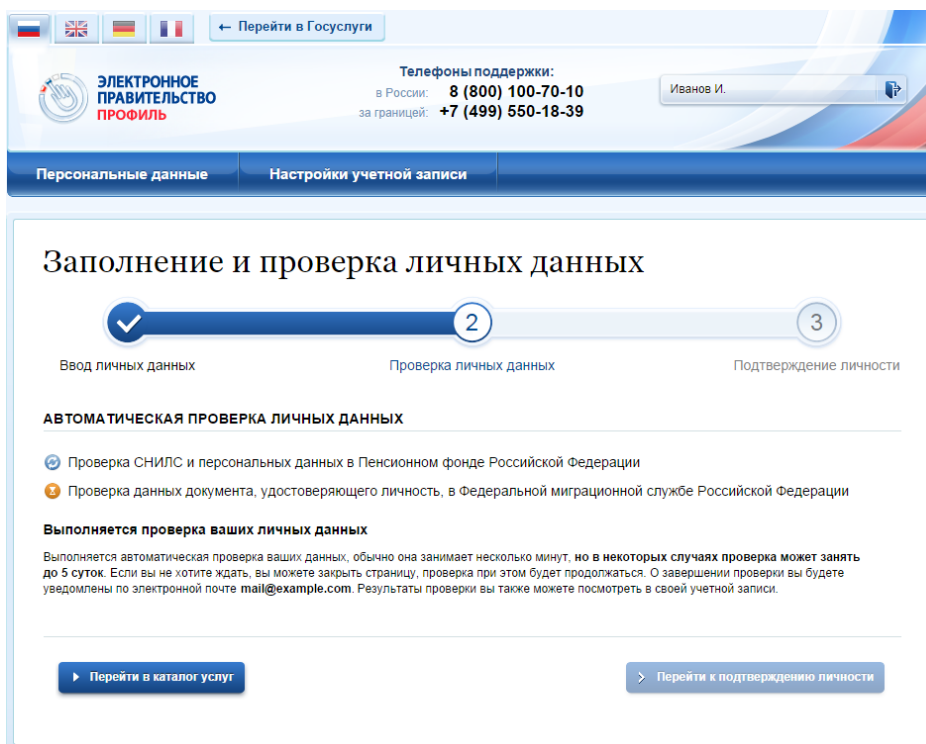 ← Перейти в Госуслуги
ЭЛЕКТРОННОЕ
ПРАВИТЕЛЬСТВО
ПРОФИЛЬ
Телефоны поддержки:
в России: 8 (800) 100-70-10
за границей: +7 (499) 550-18-39
Иванов И.
Персональные данные Настройки учетной записи
Заполнение и проверка личных данных
2 3
Ввод личных данных Проверка личных данных Подтверждение личности
АВТОМАТИЧЕСКАЯ ПРОВЕРКА ЛИЧНЫХ ДАННЫХ
Проверка СНИЛС и персональных данных в Пенсионном фонде Российской Федерации
Проверка данных документа, удостоверяющего личность, в Федеральной миграционной службе Российской Федерации
Выполняется проверка ваших личных данных
Выполняется автоматическая проверка ваших данных, обычно она занимает несколько минут, но в некоторых случаях проверка может занять
до 5 суток. Если вы не хотите ждать, вы можете закрыть страницу, проверка при этом будет продолжаться. О завершении проверки вы будете
уведомлены по электронной почте mail@example.com. Результаты проверки вы также можете посмотреть в своей учетной записи.
Перейти в каталог услуг Перейти к подтверждению личности